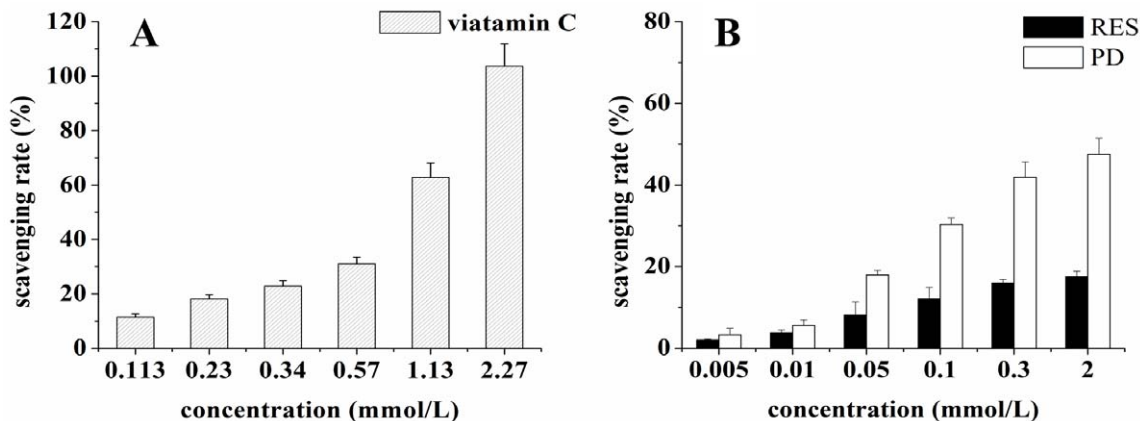 A
viatamin C
120
100
80
60
40
20
0
scavenging rate (%)
0.113 0.23 0.34 0.57 1.13 2.27
concentration (mmol/L)
B
RES
PD
80
60
40
20
0
scavenging rate (%)
0.005 0.01 0.05 0.1 0.3 2
concentration (mmol/L)